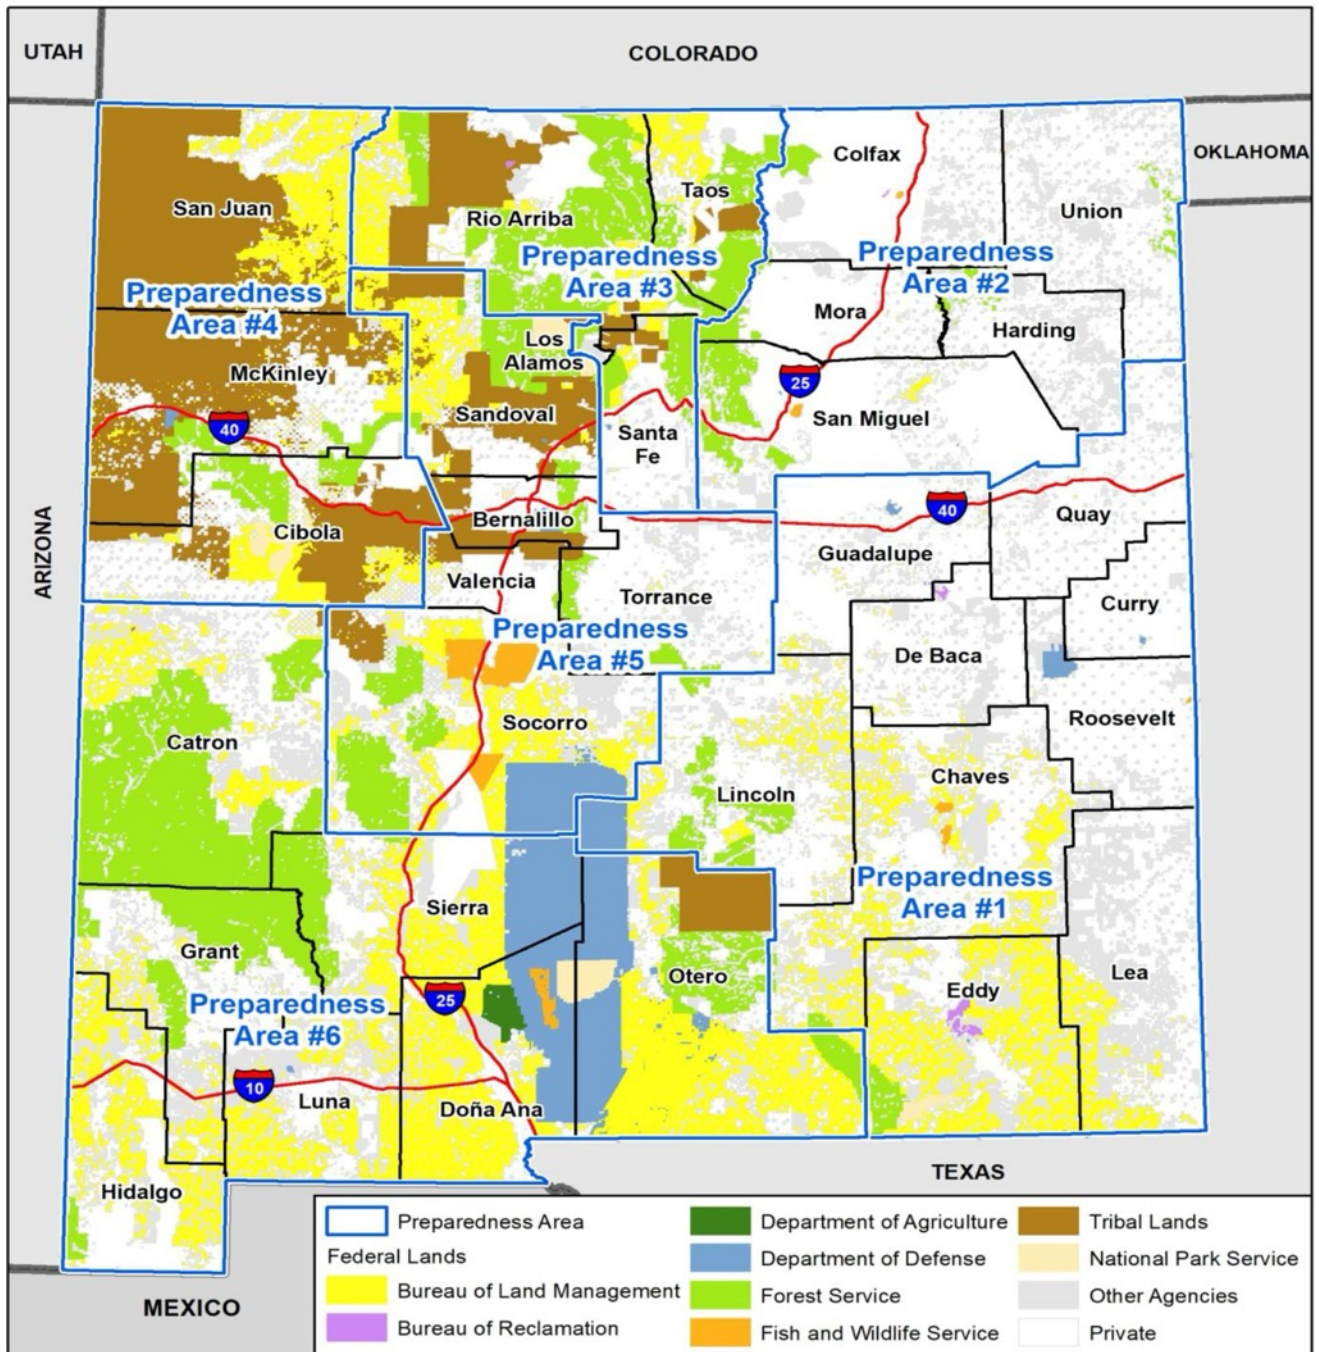 UTAH
COLORADO
OKLAHOMA
ARIZONA
San Juan
Rio Arriba
Taos
Colfax
Union
Preparedness
Area #4
Preparedness
Area #3
Preparedness
Area #2
Mora
Harding
McKinley
Los
Alamos
Sandoval
Santa
Fe
San Miguel
25
40
40
Cibola
Bernalillo
Valencia
Torrance
Guadalupe
Quay
Curry
De Baca
Roosevelt
Preparedness
Area #5
Socorro
Catron
Lincoln
Chaves
Preparedness
Area #1
Sierra
Grant
Otero
Eddy
Lea
Preparedness
Area #6
25
10
Luna
Doña Ana
Hidalgo
TEXAS
MEXICO
Preparedness Area
Federal Lands
Bureau of Land Management
Bureau of Reclamation
Department of Agriculture
Department of Defense
Forest Service
Fish and Wildlife Service
Tribal Lands
National Park Service
Other Agencies
Private